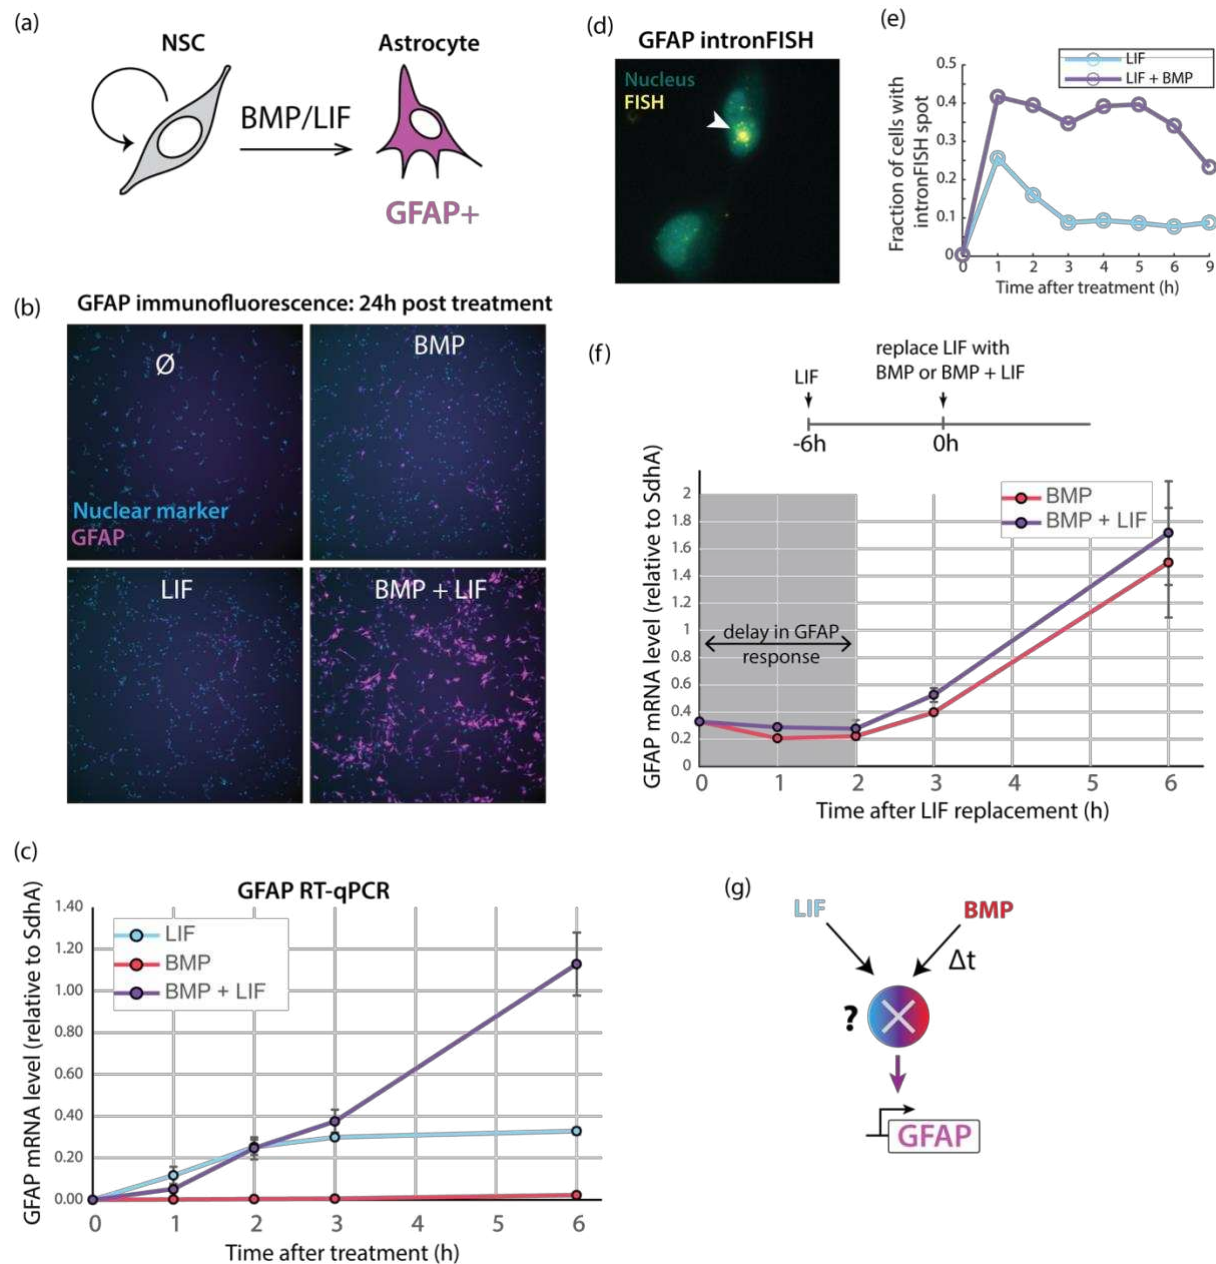 (a)
NSC
Astrocyte
BMP/LIF
GFAP+
(b)
GFAP immunofluorescence: 24h post treatment
Ø
BMP
Nuclear marker
GFAP
LIF
BMP + LIF
(c)
GFAP RT-qPCR
GFAP mRNA level (relative to SdhA)
1.40
1.20
1.00
0.80
0.60
0.40
0.20
0.00
LIF
BMP
BMP + LIF
0 1 2 3 4 5 6
Time after treatment (h)
(d)
GFAP intronFISH
Nucleus
FISH
(e)
Fraction of cells with
intronFISH spot
0.5
0.4
0.3
0.2
0.1
0
LIF
LIF + BMP
0 1 2 3 4 5 6 9
Time after treatment (h)
(f)
replace LIF with
BMP or BMP + LIF
LIF
-6h
0h
GFAP mRNA level (relative to SdhA)
2
1.8
1.6
1.4
1.2
1
0.8
0.6
0.4
0.2
0
BMP
BMP + LIF
delay in GFAP
response
0 1 2 3 4 5 6
Time after LIF replacement (h)
(g)
LIF
BMP
Δt
?
GFAP